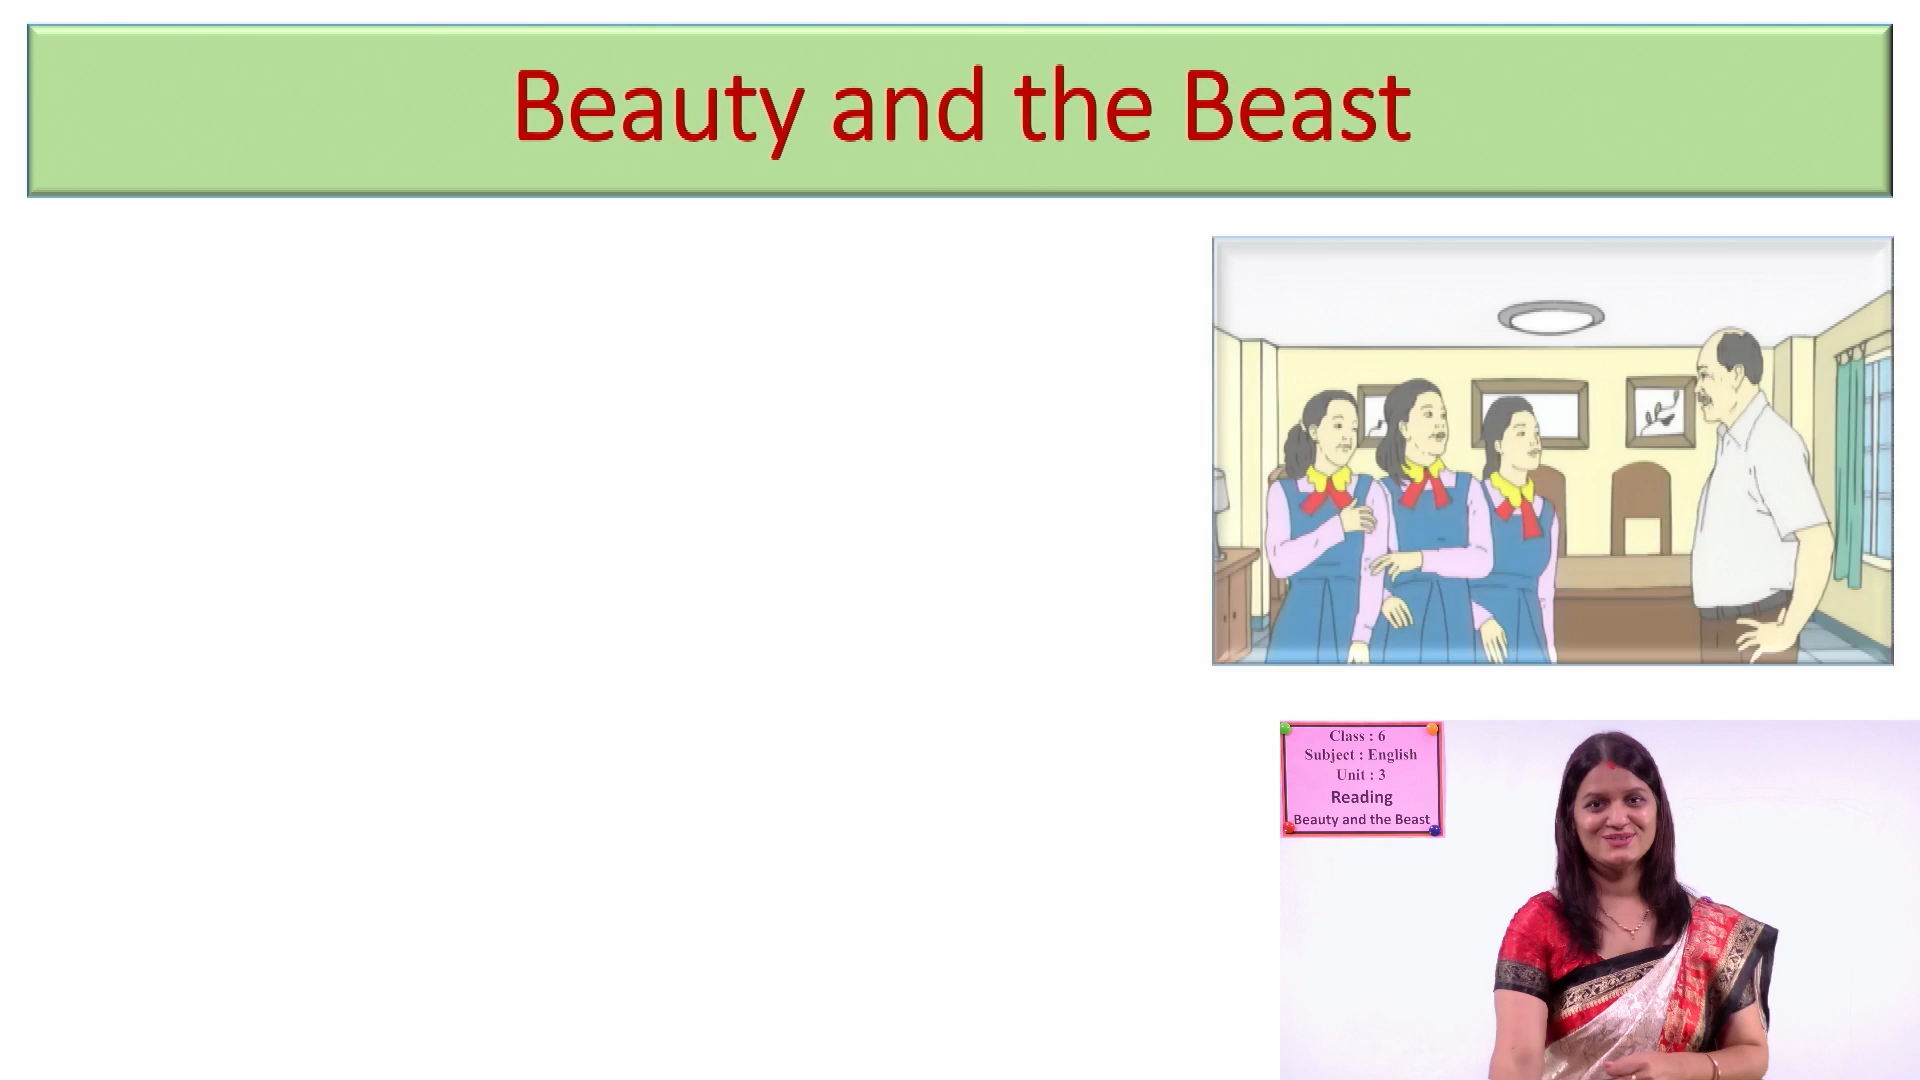 Beauty and the Beast
Class : 6
Subject : English
Unit : 3
Reading
Beauty and the Beast